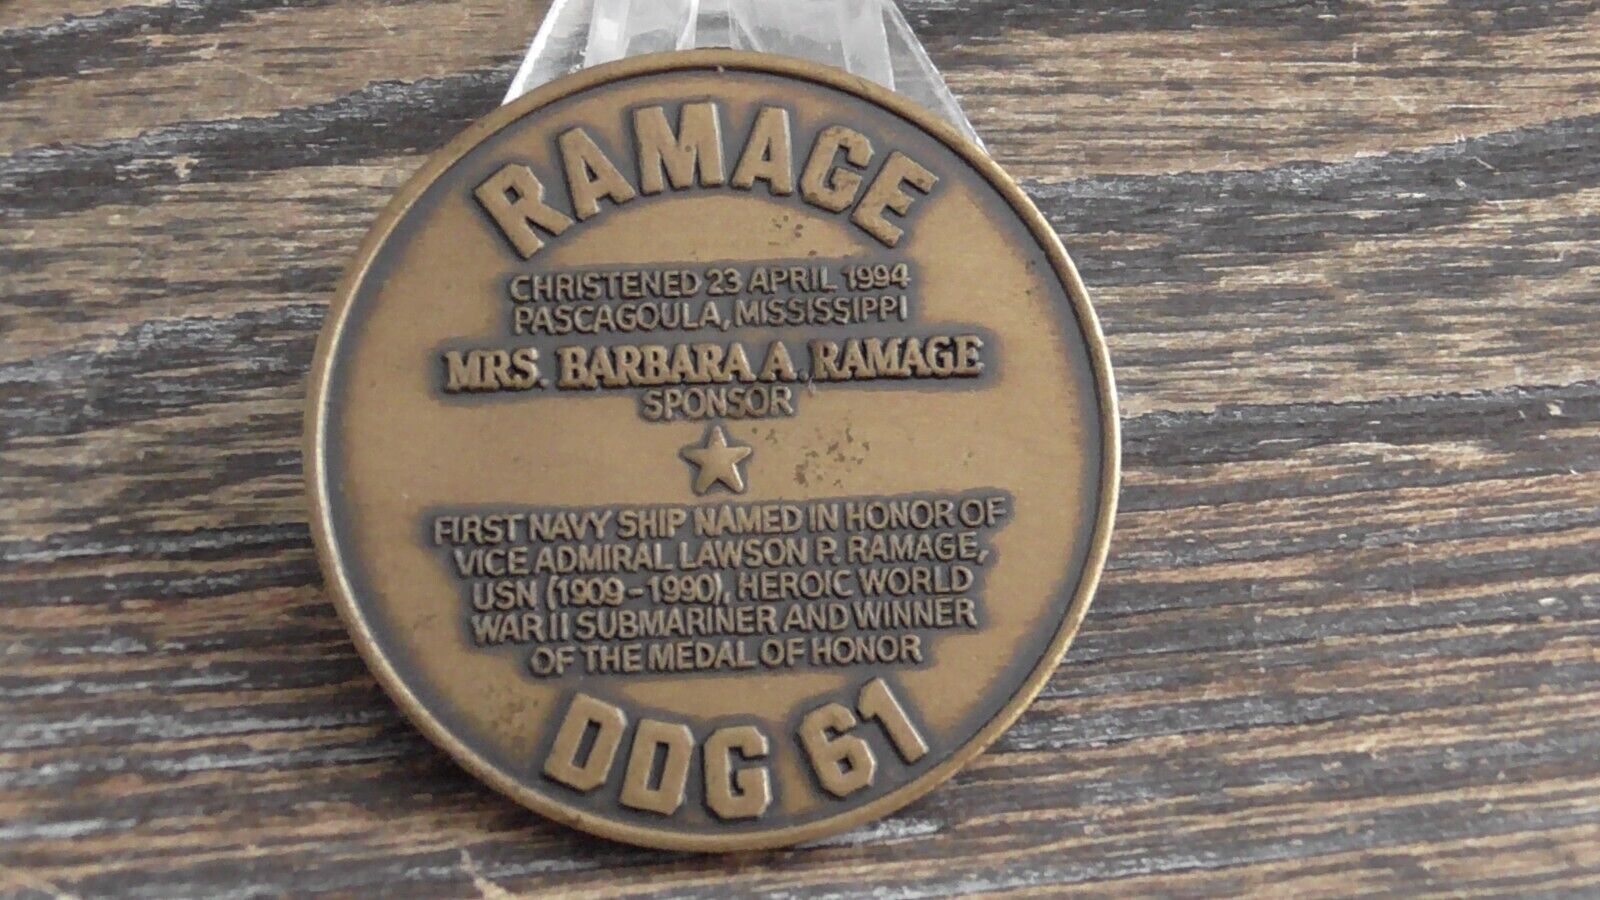 RAMAGE
CHRISTENED 23 APRIL 1994
PASCAGOULA, MISSISSIPPI
MRS. BARBARA A. RAMAGE
SPONSOR
FIRST NAVY SHIP NAMED IN HONOR OF
VICE ADMIRAL LAWSON P. RAMAGE,
USN (1909-1990), HEROIC WORLD
WAR II SUBMARINER AND WINNER
OF THE MEDAL OF HONOR
DDG 61